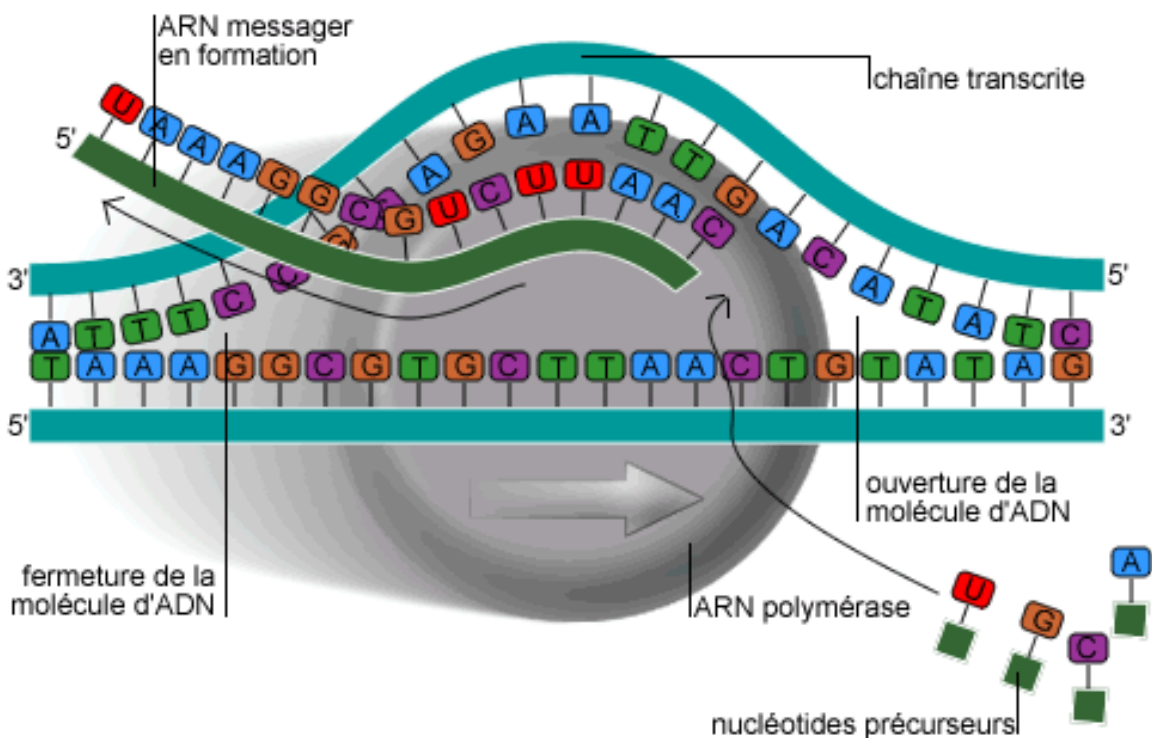 ARN messager
en formation
chaîne transcrite
5'
U A A A G G C G U C U U A A C
3'
A T T T C C G C A G A A T T G A C A T A T C
5'
T A A A G G C G T G C T T A A C T G T A T A G
5'
3'
ouverture de la
molécule d'ADN
fermeture de la
molécule d'ADN
ARN polymérase
U G C A
nucléotides précurseurs